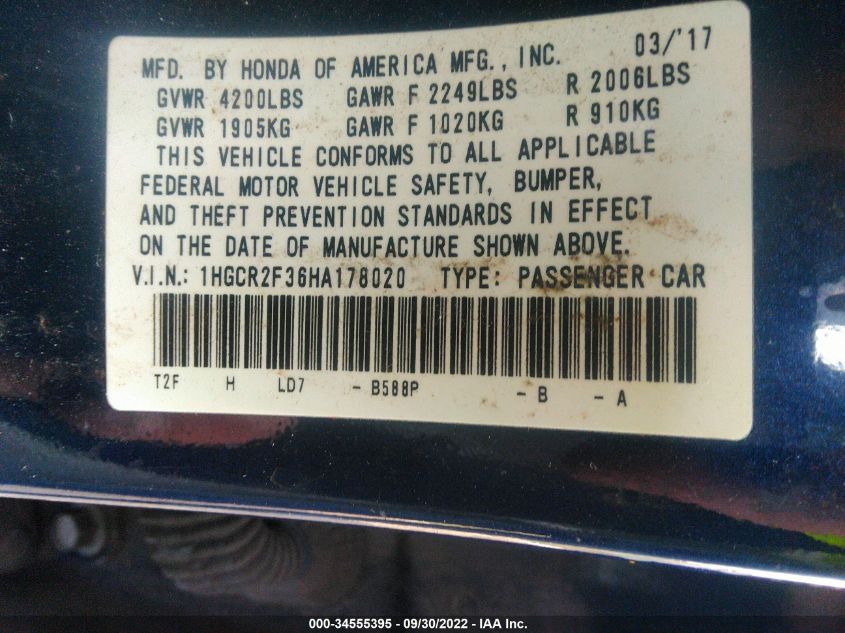 MFD. BY HONDA OF AMERICA MFG., INC. 03/'17
GVWR 4200LBS GAWR F 2249LBS R 2006LBS
GVWR 1905KG GAWR F 1020KG R 910KG
THIS VEHICLE CONFORMS TO ALL APPLICABLE
FEDERAL MOTOR VEHICLE SAFETY, BUMPER,
AND THEFT PREVENTION STANDARDS IN EFFECT
ON THE DATE OF MANUFACTURE SHOWN ABOVE.
V.I.N.: 1HGCR2F36HA178020 TYPE: PASSENGER CAR
T2F H LD7 - B588P - B - A
000-34555395 - 09/30/2022 - IAA Inc.